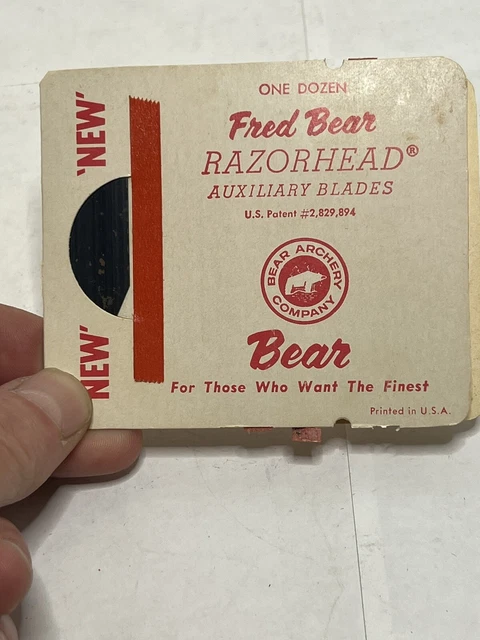 'NEW'
'NEW'
ONE DOZEN
Fred Bear
RAZORHEAD®
AUXILIARY BLADES
U.S. Patent #2,829,894
BEAR ARCHERY
COMPANY
Bear
For Those Who Want The Finest
Printed in U.S.A.